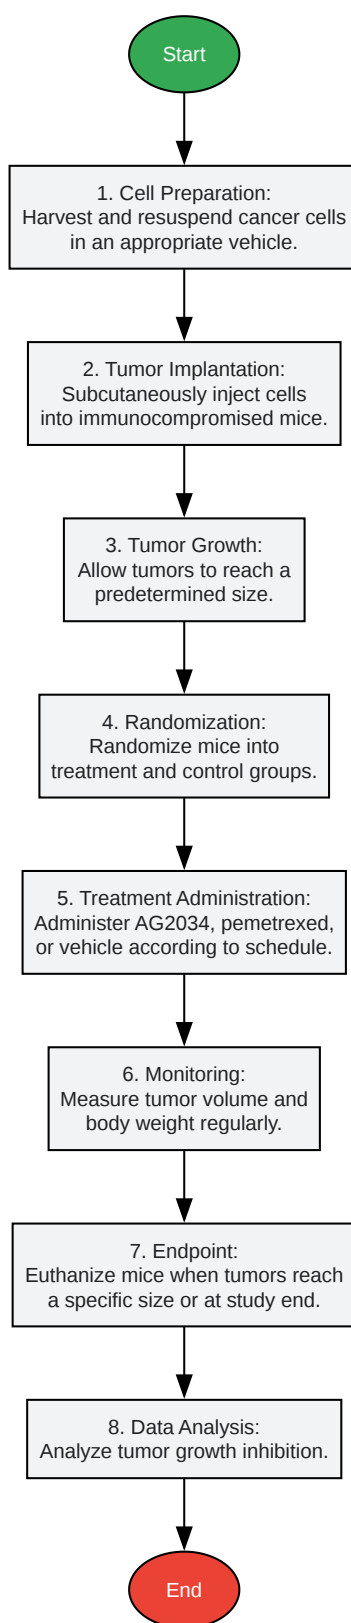 Start
1. Cell Preparation:
Harvest and resuspend cancer cells
in an appropriate vehicle.
2. Tumor Implantation:
Subcutaneously inject cells
into immunocompromised mice.
3. Tumor Growth:
Allow tumors to reach a
predetermined size.
4. Randomization:
Randomize mice into
treatment and control groups.
5. Treatment Administration:
Administer AG2034, pemetrexed,
or vehicle according to schedule.
6. Monitoring:
Measure tumor volume and
body weight regularly.
7. Endpoint:
Euthanize mice when tumors reach
a specific size or at study end.
8. Data Analysis:
Analyze tumor growth inhibition.
End